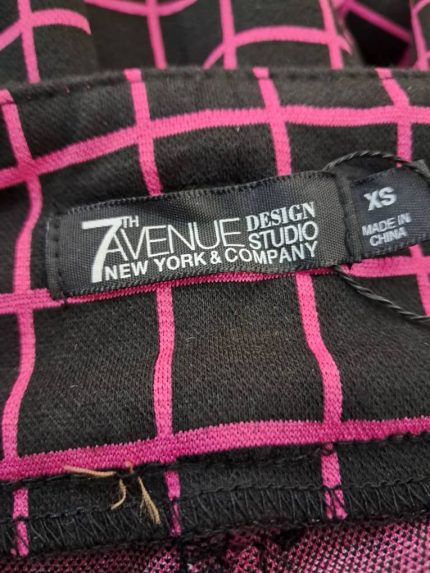 7TH AVENUE DESIGN STUDIO
NEW YORK & COMPANY
XS
MADE IN
CHINA